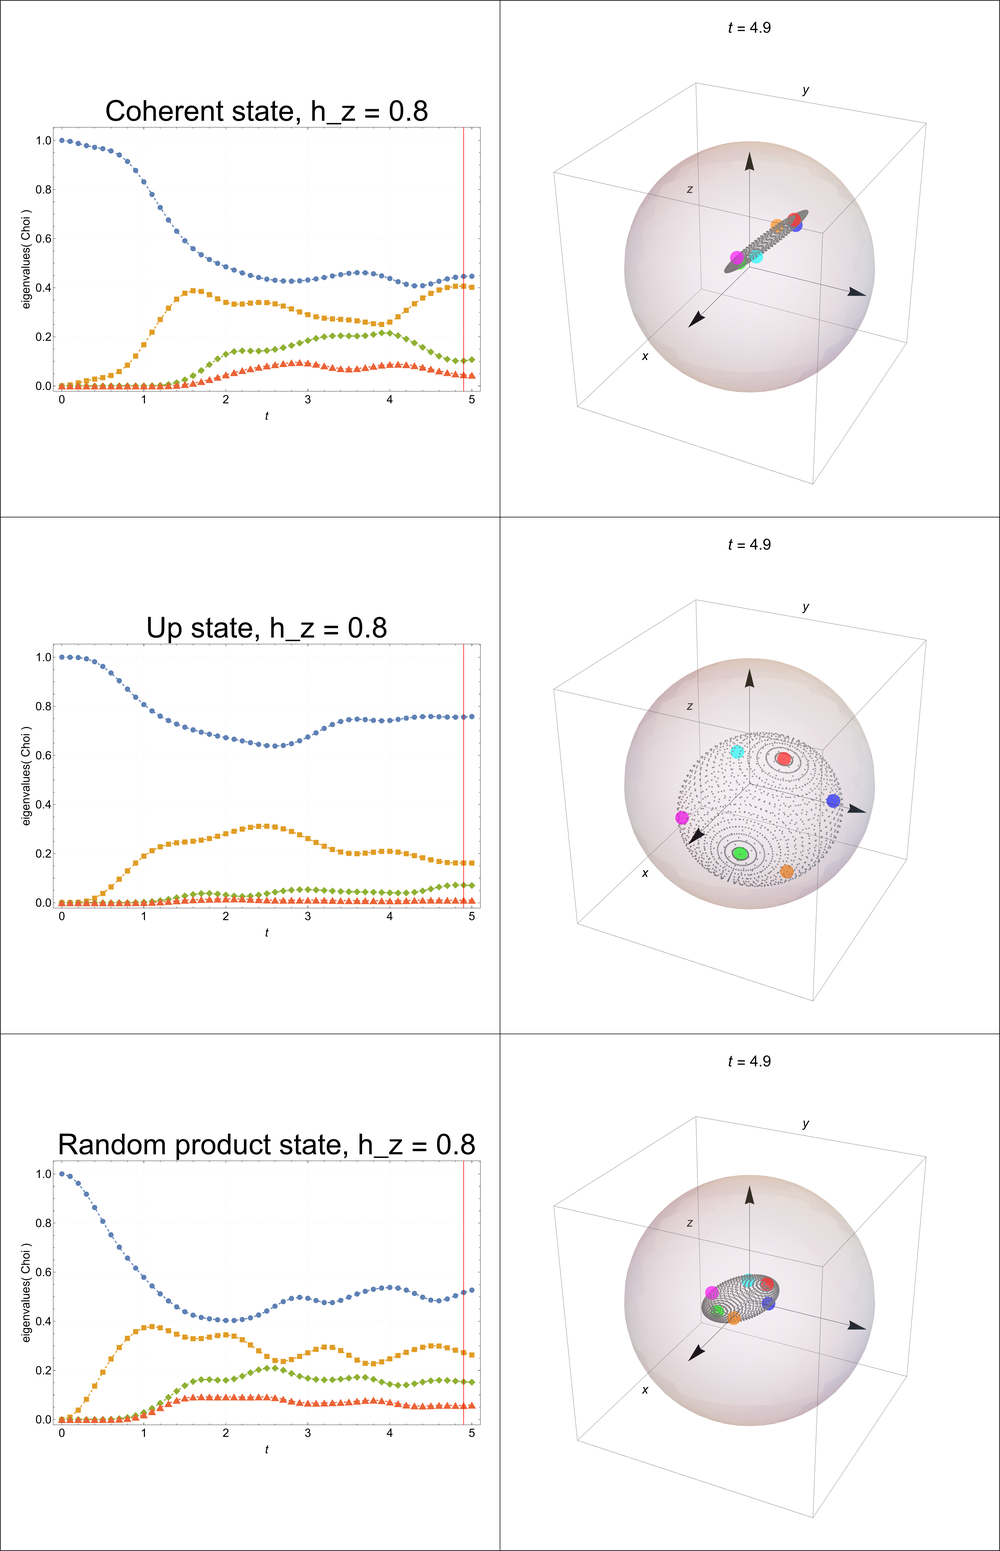 t = 4.9
Coherent state, h_z = 0.8
eigenvalues( Choi )
1.0
0.8
0.6
0.4
0.2
0.0
0 1 2 3 4 5
t
y
z
x
t = 4.9
Up state, h_z = 0.8
eigenvalues( Choi )
1.0
0.8
0.6
0.4
0.2
0.0
0 1 2 3 4 5
t
y
z
x
t = 4.9
Random product state, h_z = 0.8
eigenvalues( Choi )
1.0
0.8
0.6
0.4
0.2
0.0
0 1 2 3 4 5
t
y
z
x